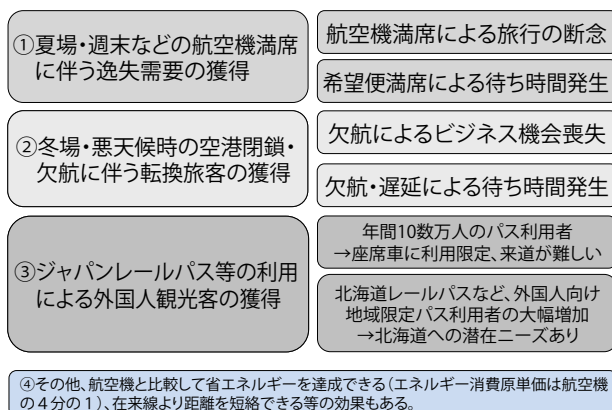 ①夏場・週末などの航空機満席
に伴う逸失需要の獲得
航空機満席による旅行の断念
希望便満席による待ち時間発生
②冬場・悪天候時の空港閉鎖・
欠航に伴う転換旅客の獲得
欠航によるビジネス機会喪失
欠航・遅延による待ち時間発生
③ジャパンレールパス等の利用
による外国人観光客の獲得
年間10数万人のパス利用者
→座席車に利用限定、来道が難しい
北海道レールパスなど、外国人向け
地域限定パス利用者の大幅増加
→北海道への潜在ニーズあり
④その他、航空機と比較して省エネルギーを達成できる（エネルギー消費原単価は航空機
の４分の１）、在来線より距離を短絡できる等の効果もある。